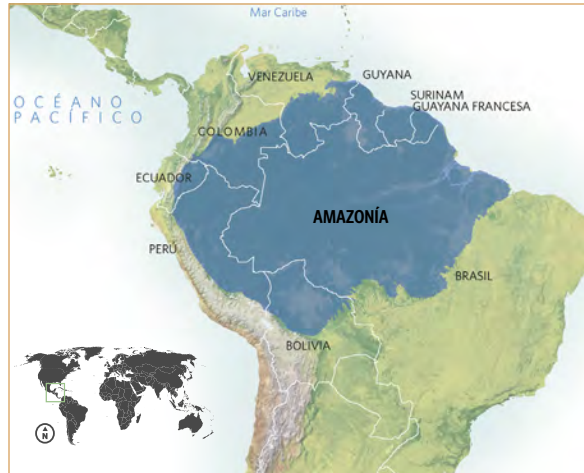 Mar Caribe
VENEZUELA
GUYANA
SURINAM
GUAYANA FRANCESA
OCÉANO
PACÍFICO
COLOMBIA
ECUADOR
AMAZONÍA
PERÚ
BRASIL
BOLIVIA
N